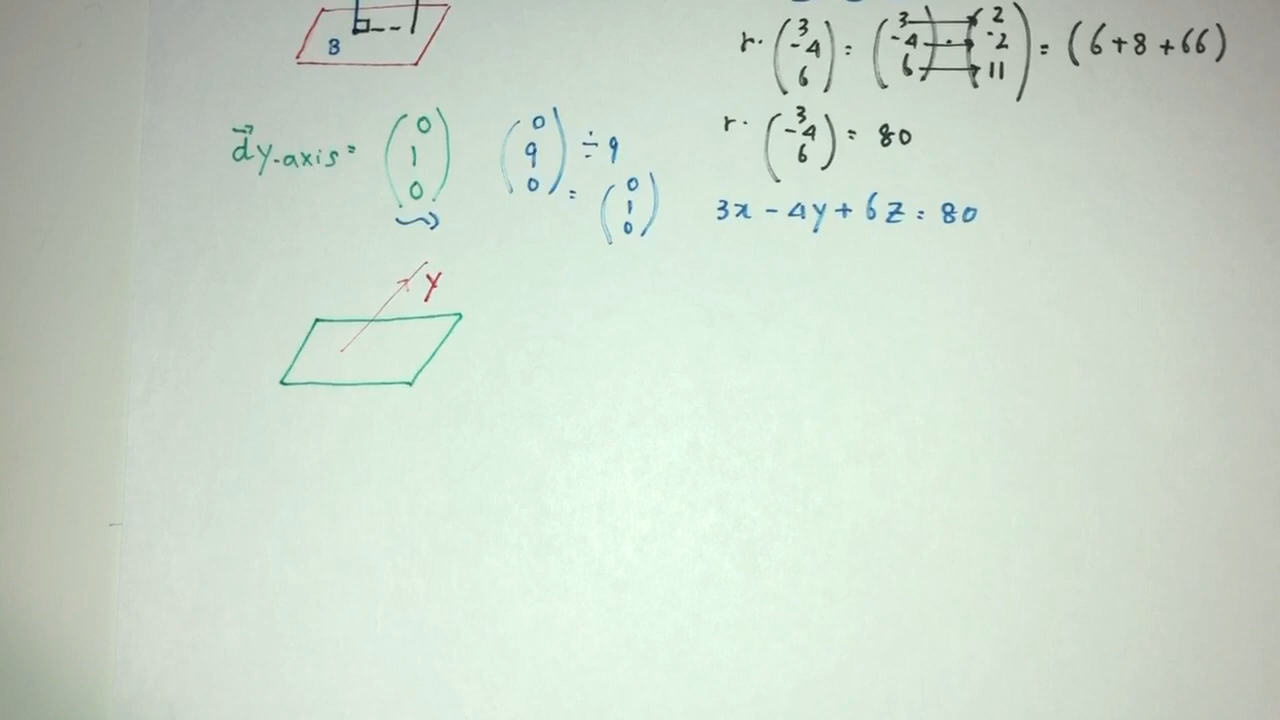 B
r. (3 -4 6) = (3 -4 6) . (2 -2 11) = (6+8+66)
r. (3 -4 6) = 80
3x - 4y + 6z = 80
d⃗ y-axis = (0 1 0)
(0 9 0) ÷ 9 = (0 1 0)
Y